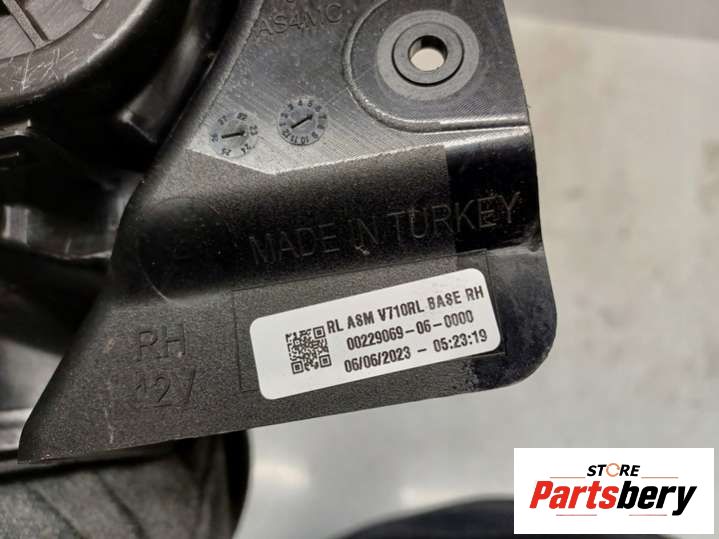 AS4MC
MADE IN TURKEY
RL ASM V710RL BASE RH
00229069-06-0000
06/06/2023 - 05:23:19
RH
12V
STORE
Partsbery